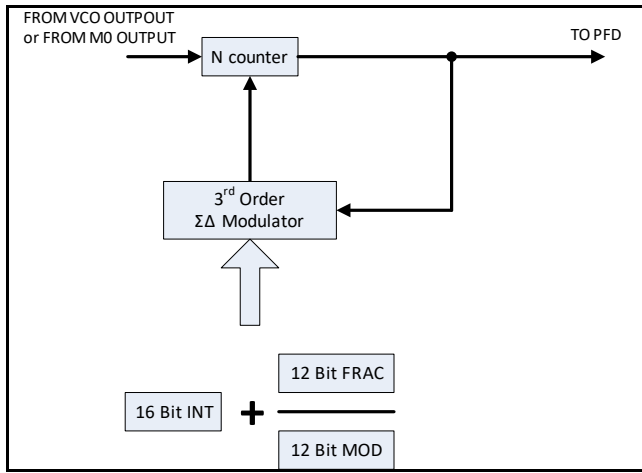 FROM VCO OUTPOUT
or FROM M0 OUTPUT
TO PFD
N counter
3rd Order
ΣΔ Modulator
12 Bit FRAC
16 Bit INT +
12 Bit MOD